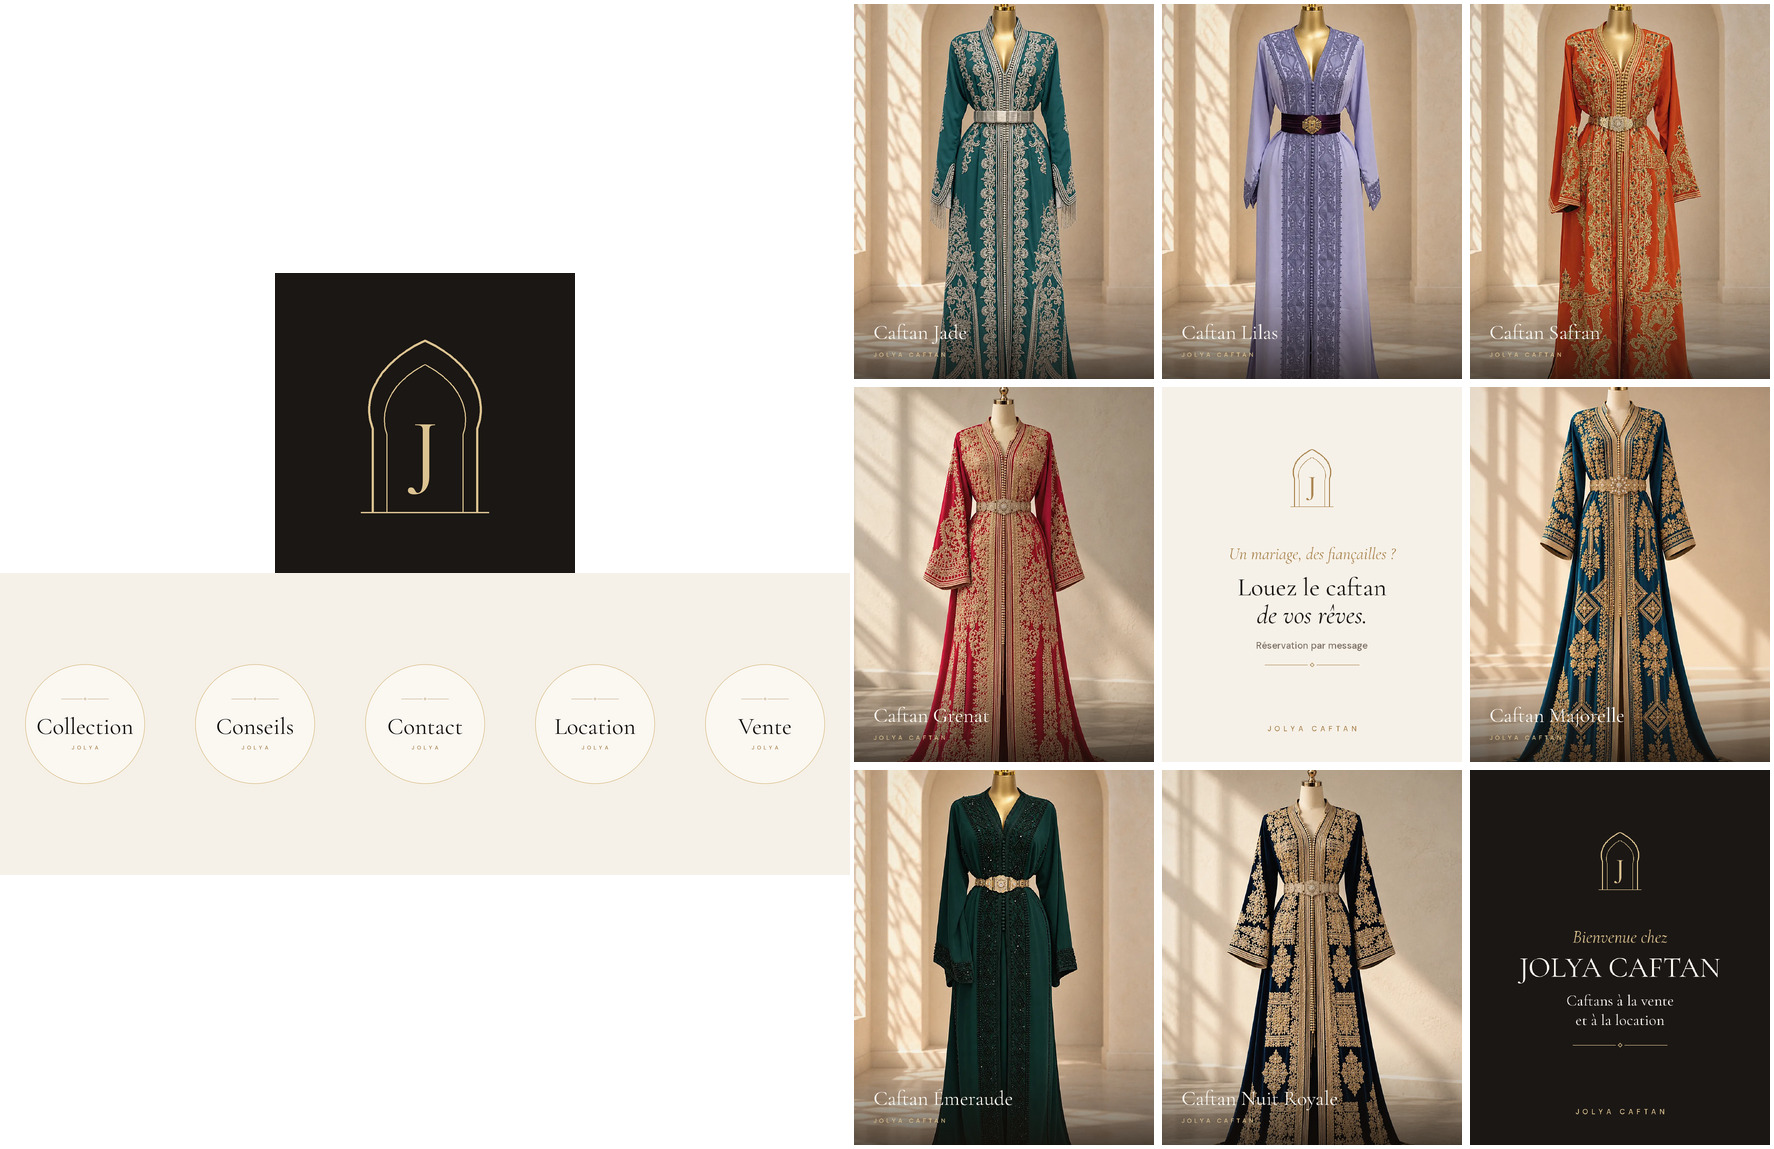 J
Collection
JOLYA
Conseils
JOLYA
Contact
JOLYA
Location
JOLYA
Vente
JOLYA
Caftan Jade
JOLYA CAFTAN
Caftan Lilas
JOLYA CAFTAN
Caftan Safran
JOLYA CAFTAN
Caftan Grenat
JOLYA CAFTAN
J
Un mariage, des fiançailles ?
Louez le caftan
de vos rêves.
Réservation par message
JOLYA CAFTAN
Caftan Majorelle
JOLYA CAFTAN
Caftan Emeraude
JOLYA CAFTAN
Caftan Nuit Royale
JOLYA CAFTAN
J
Bienvenue chez
JOLYA CAFTAN
Caftans à la vente
et à la location
JOLYA CAFTAN